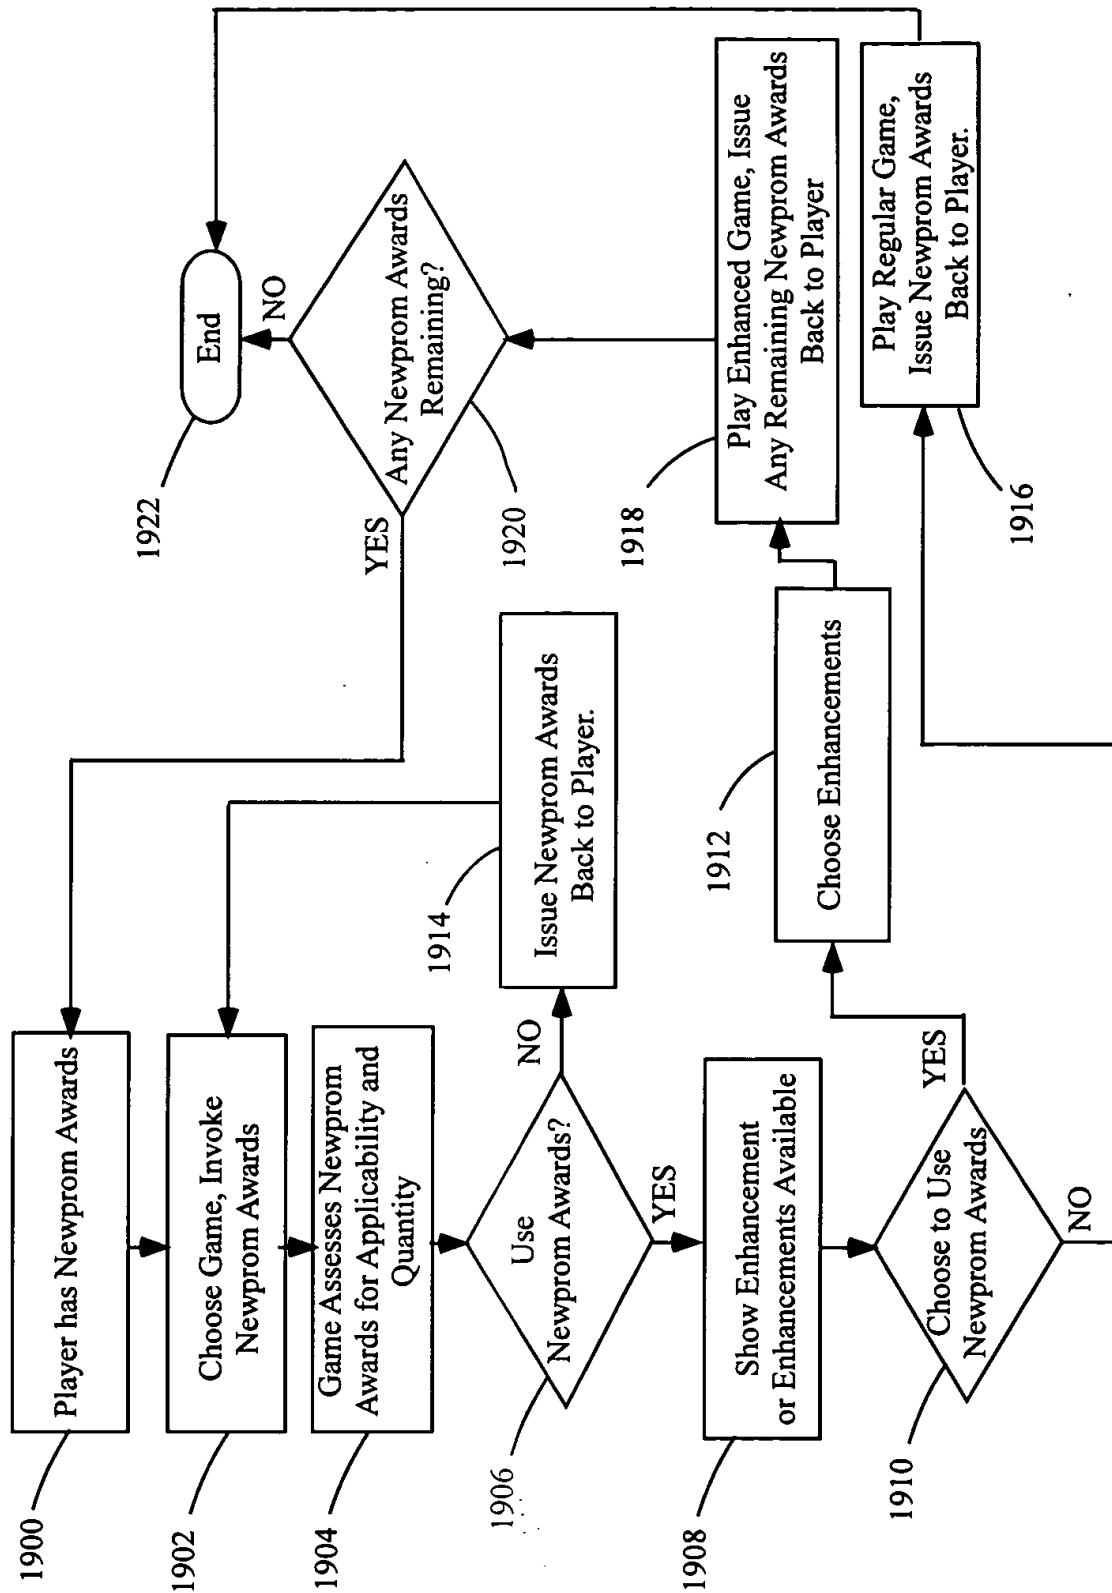 1900
Player has Newprom Awards
1902
Choose Game, Invoke
Newprom Awards
1904
Game Assesses Newprom
Awards for Applicability and
Quantity
1906
Use
Newprom Awards?
NO
YES
1914
Issue Newprom Awards
Back to Player.
1908
Show Enhancement
or Enhancements Available
1910
Choose to Use
Newprom Awards
YES
NO
1912
Choose Enhancements
1922
End
NO
YES
Any Newprom Awards
Remaining?
1920
1918
Play Enhanced Game, Issue
Any Remaining Newprom Awards
Back to Player
1916
Play Regular Game,
Issue Newprom Awards
Back to Player.